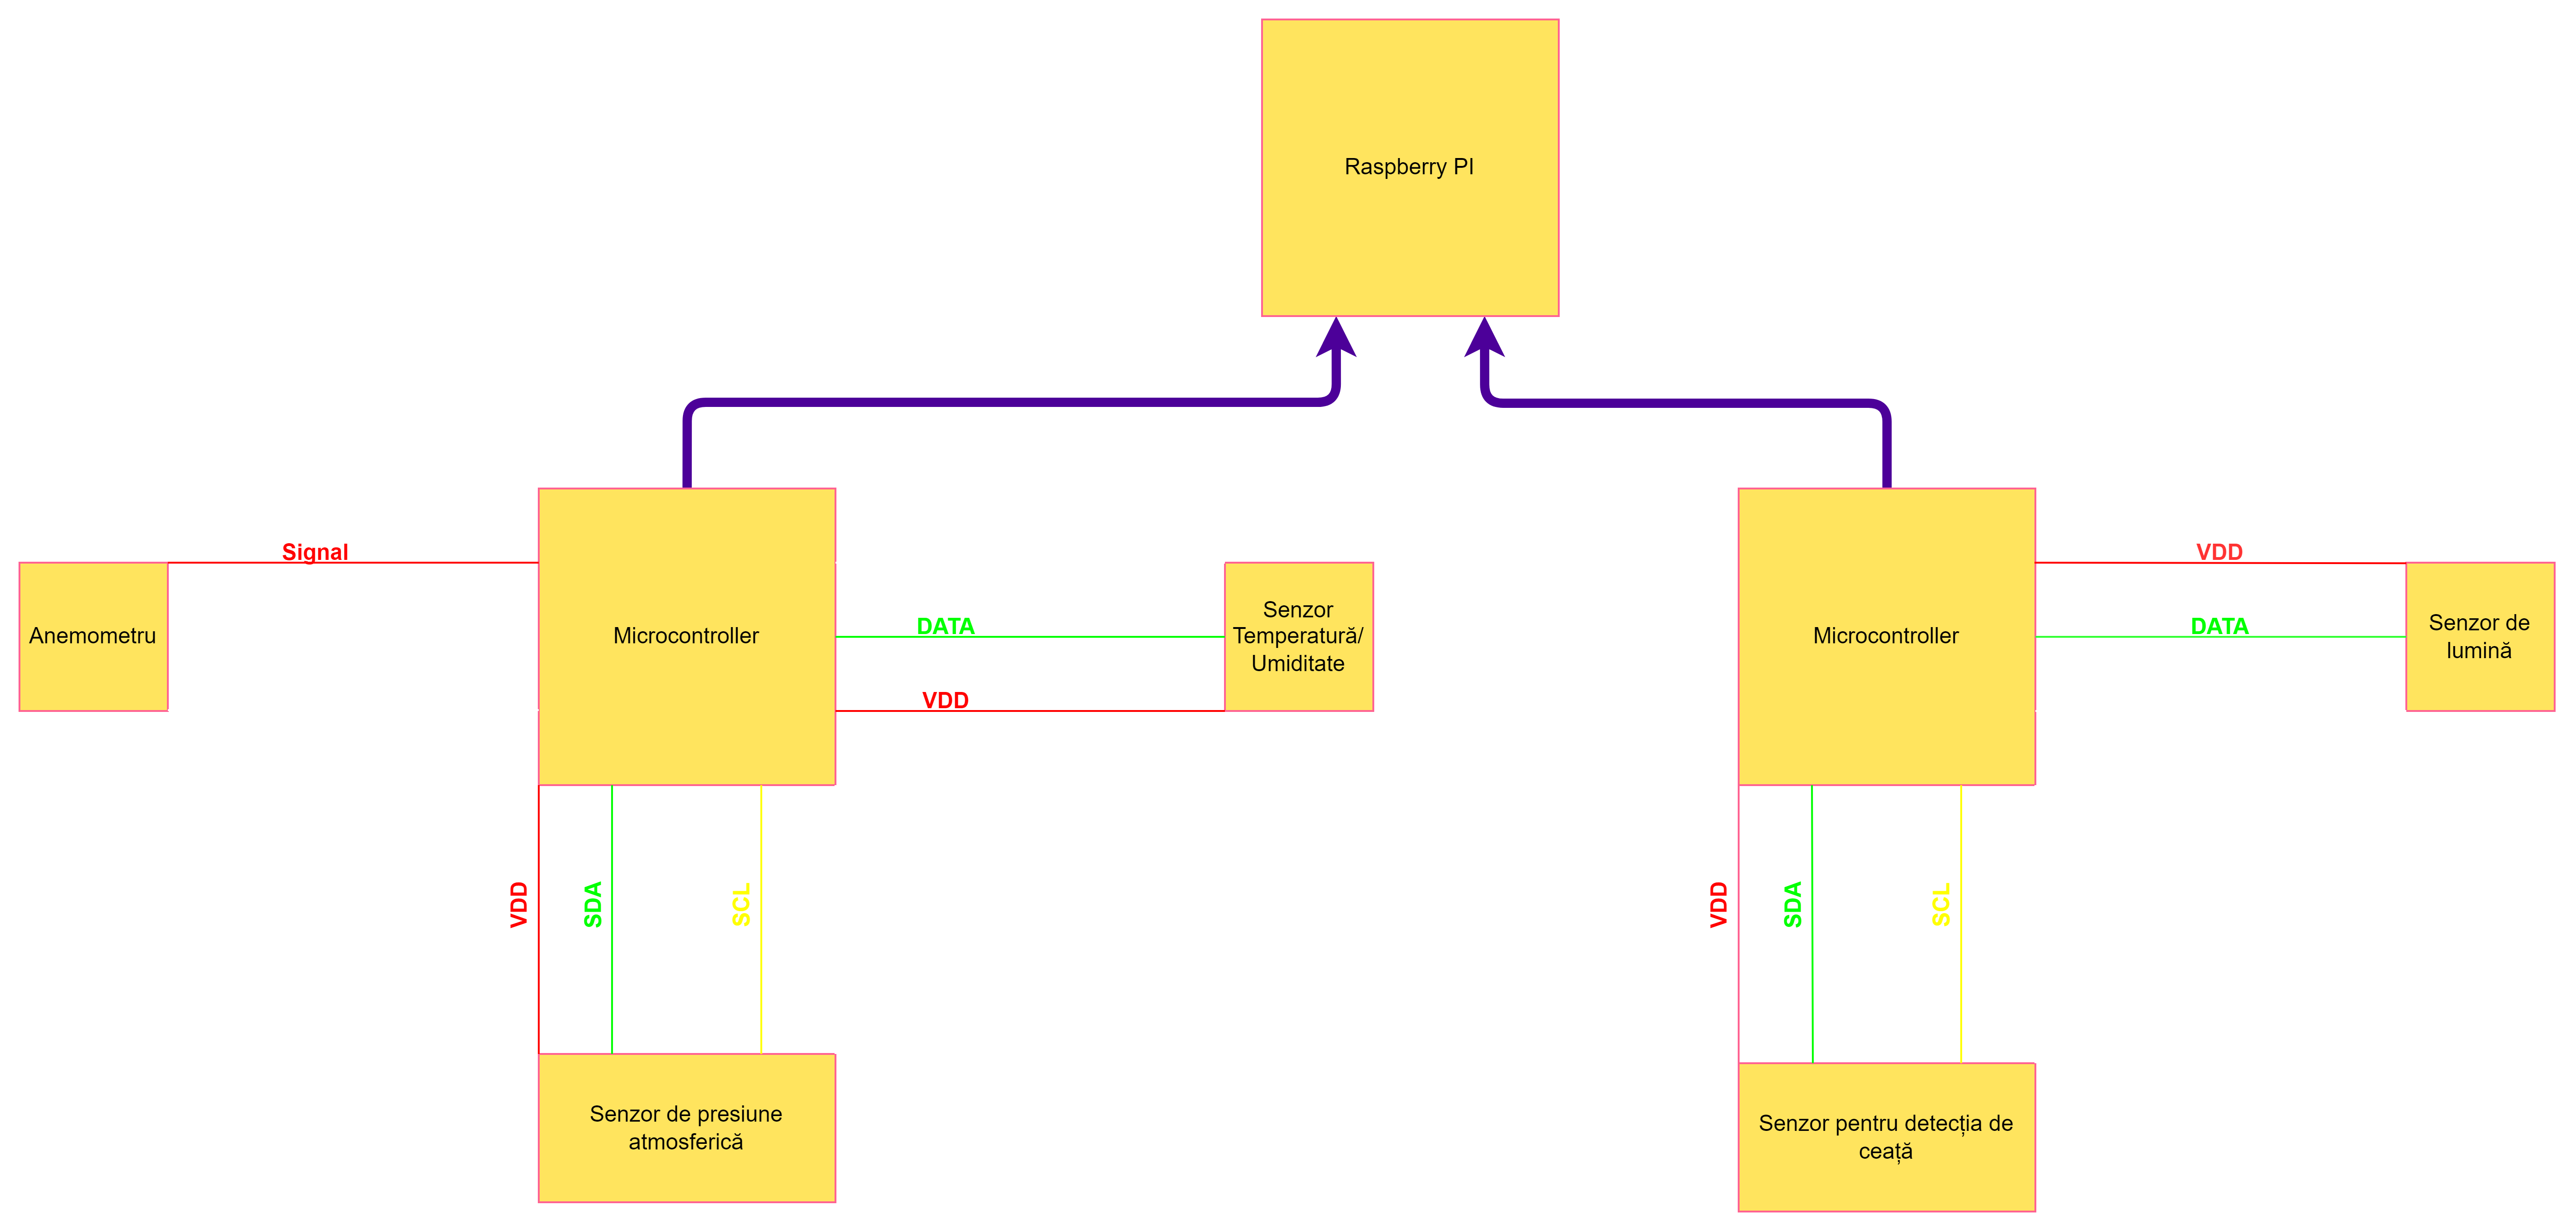 Raspberry PI
Signal
VDD
Anemometru
Microcontroller
DATA
Senzor
Temperatură/
Umiditate
Microcontroller
DATA
Senzor de
lumină
VDD
VDD
SDA
SCL
VDD
SDA
SCL
Senzor de presiune
atmosferică
Senzor pentru detecția de
ceață